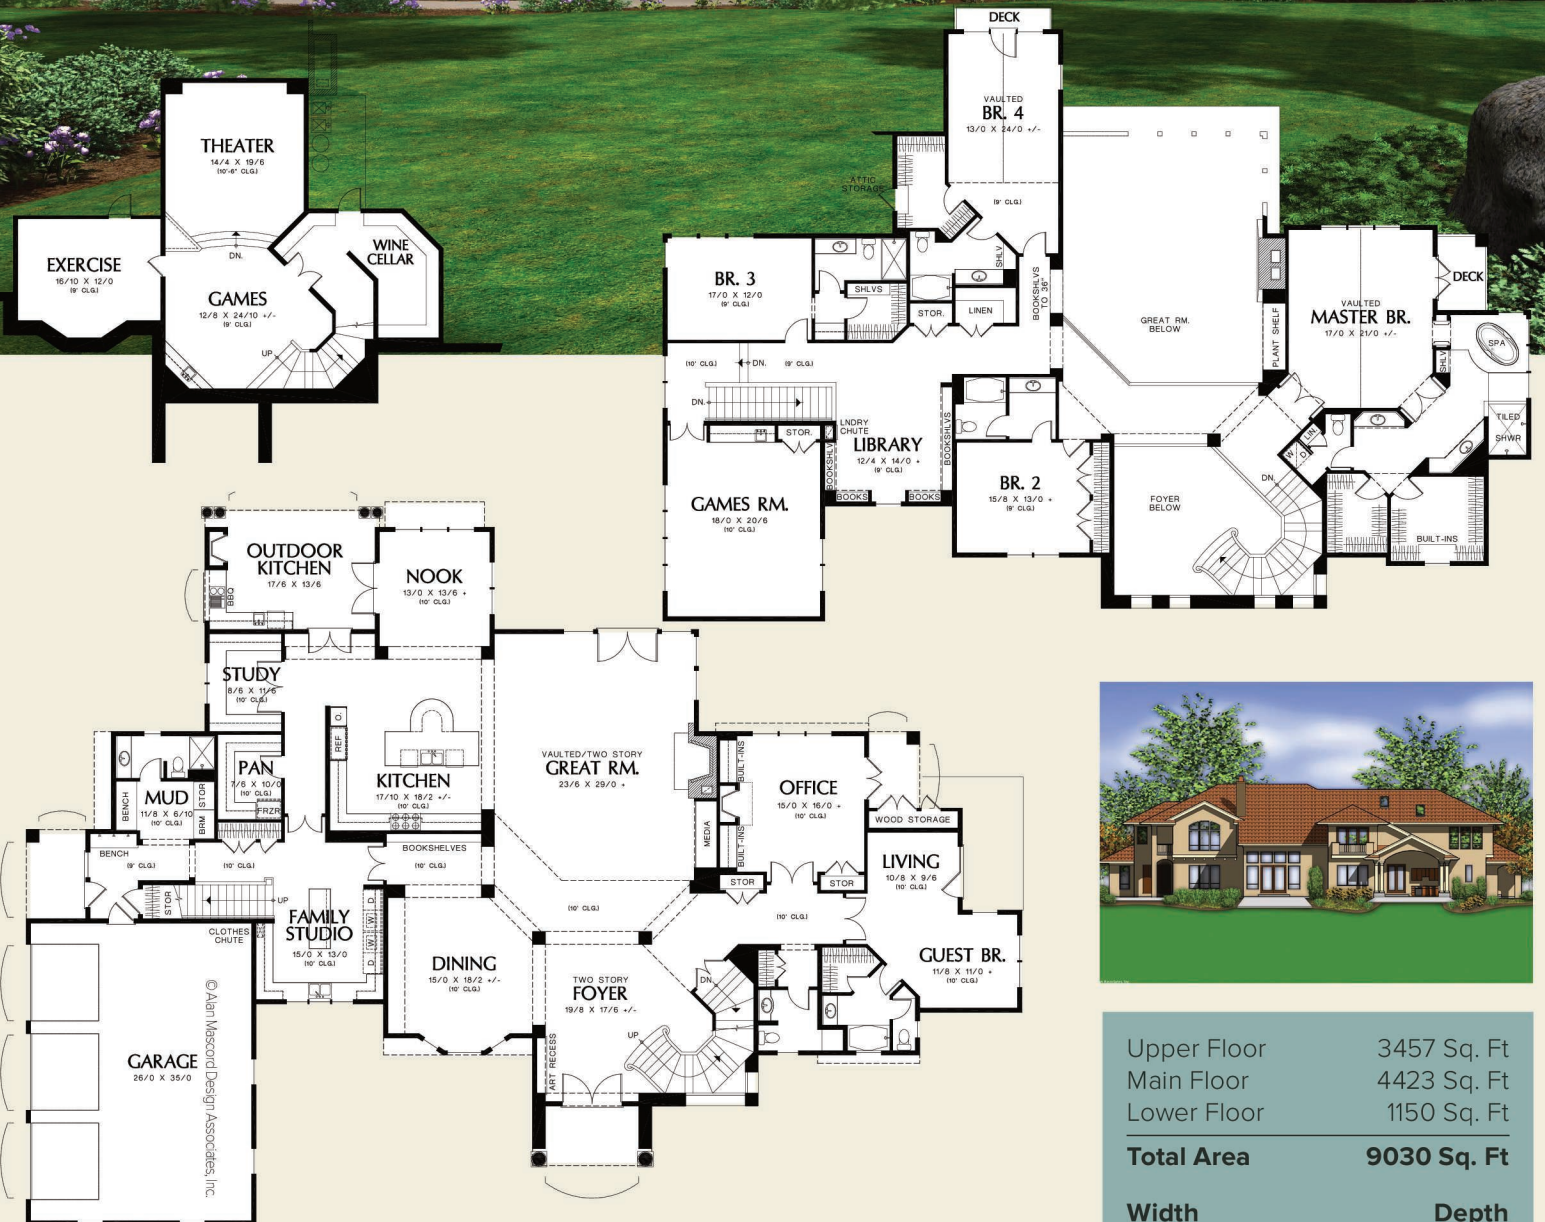 THEATER
14/4 X 19/6
(10'-6" CLG.)
EXERCISE
16/10 X 12/0
(9' CLG.)
DN.
GAMES
12/8 X 24/10 +/-
(9' CLG.)
WINE
CELLAR
UP
DECK
VAULTED
BR. 4
13/0 X 24/0 +/-
(9' CLG.)
ATTIC
STORAGE
SHLV
BR. 3
17/0 X 12/0
(9' CLG.)
SHLVS
STOR.
LINEN
BOOKSHLVS
TO 36"
GREAT RM.
BELOW
PLANT SHELF
VAULTED
MASTER BR.
17/0 X 21/0 +/-
DECK
SHLV
SPA
TILED
SHWR
(10' CLG.)
DN.
(9' CLG.)
DN.
LNDRY
CHUTE
STOR.
BOOKSHLV
LIBRARY
12/4 X 14/0 +
(9' CLG.)
BOOKSHLVS
BOOKS
BOOKS
GAMES RM.
18/0 X 20/6
(10' CLG.)
BR. 2
15/8 X 13/0 +
(9' CLG.)
FOYER
BELOW
DN.
LIN
W
D
BUILT-INS
OUTDOOR
KITCHEN
17/6 X 13/6
BBQ
NOOK
13/0 X 13/6 +
(10' CLG.)
STUDY
8/6 X 11/6
(10' CLG.)
O.
REF
PAN
7/6 X 10/0
(10' CLG.)
FRZR
KITCHEN
17/10 X 18/2 +/-
(10' CLG.)
VAULTED/TWO STORY
GREAT RM.
23/6 X 29/0 +
MEDIA
BUILT-INS
BUILT-INS
OFFICE
15/0 X 16/0 +
(10' CLG.)
WOOD STORAGE
MUD
11/8 X 6/10
(10' CLG.)
BENCH
STOR
BRM
BENCH
(9' CLG.)
(10' CLG.)
BOOKSHELVES
(10' CLG.)
STOR
STOR
LIVING
10/8 X 9/6
(10' CLG.)
STOR
UP
CLOTHES
CHUTE
FAMILY
STUDIO
15/0 X 13/0
(10' CLG.)
D
W
W
D
(10' CLG.)
(10' CLG.)
DINING
15/0 X 18/2 +/-
(10' CLG.)
TWO STORY
FOYER
19/8 X 17/6 +/-
DN.
UP
ART RECESS
GUEST BR.
11/8 X 11/0 +
(10' CLG.)
GARAGE
26/0 X 35/0
© Alan Mascord Design Associates, Inc.
Upper Floor 3457 Sq. Ft
Main Floor 4423 Sq. Ft
Lower Floor 1150 Sq. Ft
Total Area 9030 Sq. Ft
Width Depth